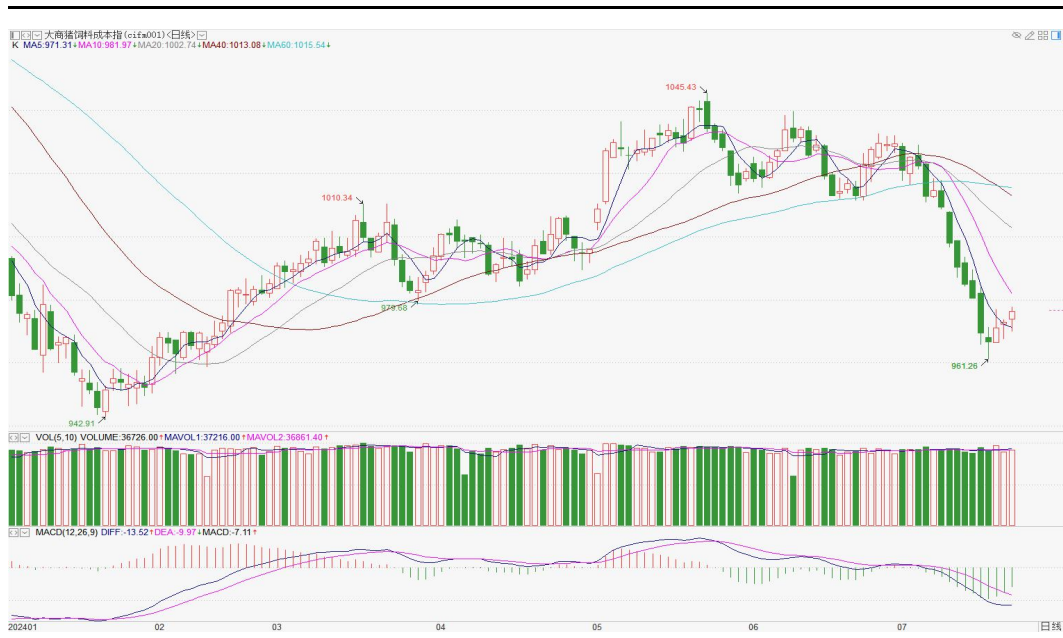 大商猪饲料成本指(cifm001)<日线>
K MA5:971.31↓MA10:981.97↓MA20:1002.74↓MA40:1013.08↓MA60:1015.54↓
1045.43
1010.34
979.68
961.26
942.91
VOL(5,10) VOLUME:36726.00↑MAVOL1:37216.00↑MAVOL2:36861.40↑
MACD(12,26,9) DIFF:-13.52↑DEA:-9.97↓MACD:-7.11↑
202401 02 03 04 05 06 07 日线